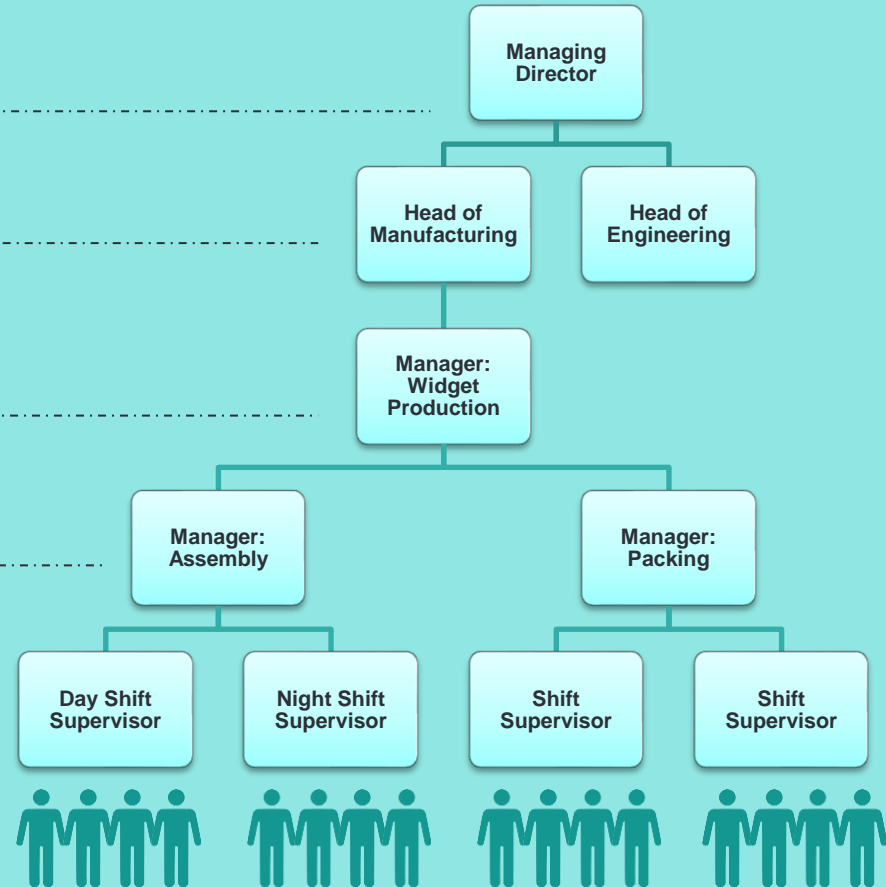 Managing
Director
Head of
Manufacturing
Head of
Engineering
Manager:
Widget
Production
Manager:
Assembly
Manager:
Packing
Day Shift
Supervisor
Night Shift
Supervisor
Shift
Supervisor
Shift
Supervisor